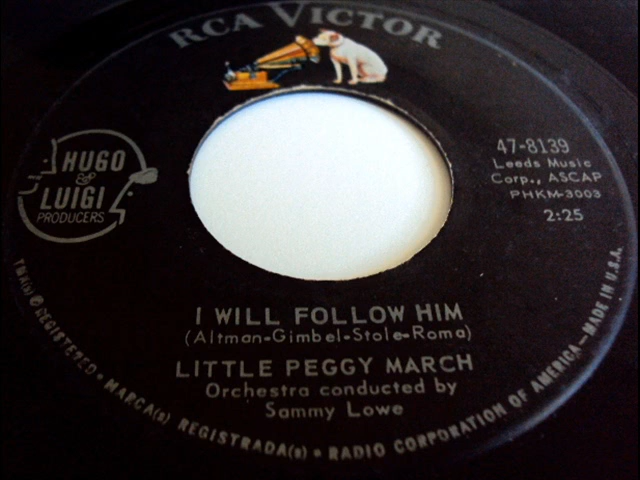 RCA VICTOR
HUGO
&
LUIGI
PRODUCERS
47-8139
Leeds Music
Corp., ASCAP
PHKM-3003
2:25
I WILL FOLLOW HIM
(Altman-Gimbel-Stole-Roma)
LITTLE PEGGY MARCH
Orchestra conducted by
Sammy Lowe
TMK(s) ® REGISTERED • MARCA(s) REGISTRADA(s) • RADIO CORPORATION OF AMERICA—MADE IN U.S.A.